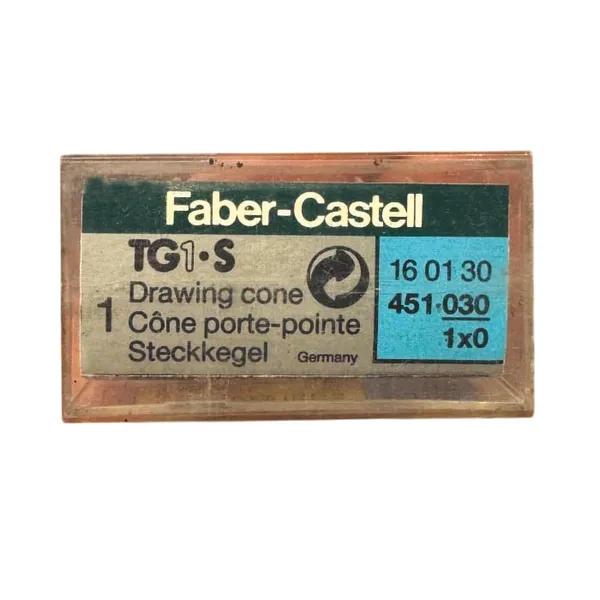 Faber-Castell
TG1·S
1 Drawing cone
Cône porte-pointe
Steckkegel Germany
16 01 30
451·030
1x0